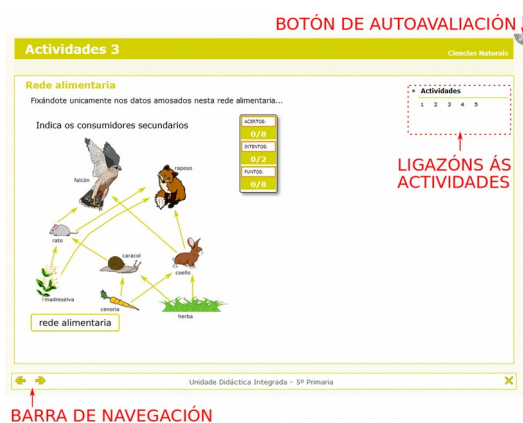 BOTÓN DE AUTOAVALIACIÓN
Actividades 3
Ciencias Naturais
Rede alimentaria
Fixándote unicamente nos datos amosados nesta rede alimentaria...
Actividades
1 2 3 4 5
Indica os consumidores secundarios
ACERTOS:
0/8
INTENTOS:
0/2
PUNTOS:
0/8
LIGAZÓNS ÁS
ACTIVIDADES
falcón
raposo
rato
caracol
coello
madreselva
cenoria
herba
rede alimentaria
Unidade Didáctica Integrada - 5º Primaria
BARRA DE NAVEGACIÓN